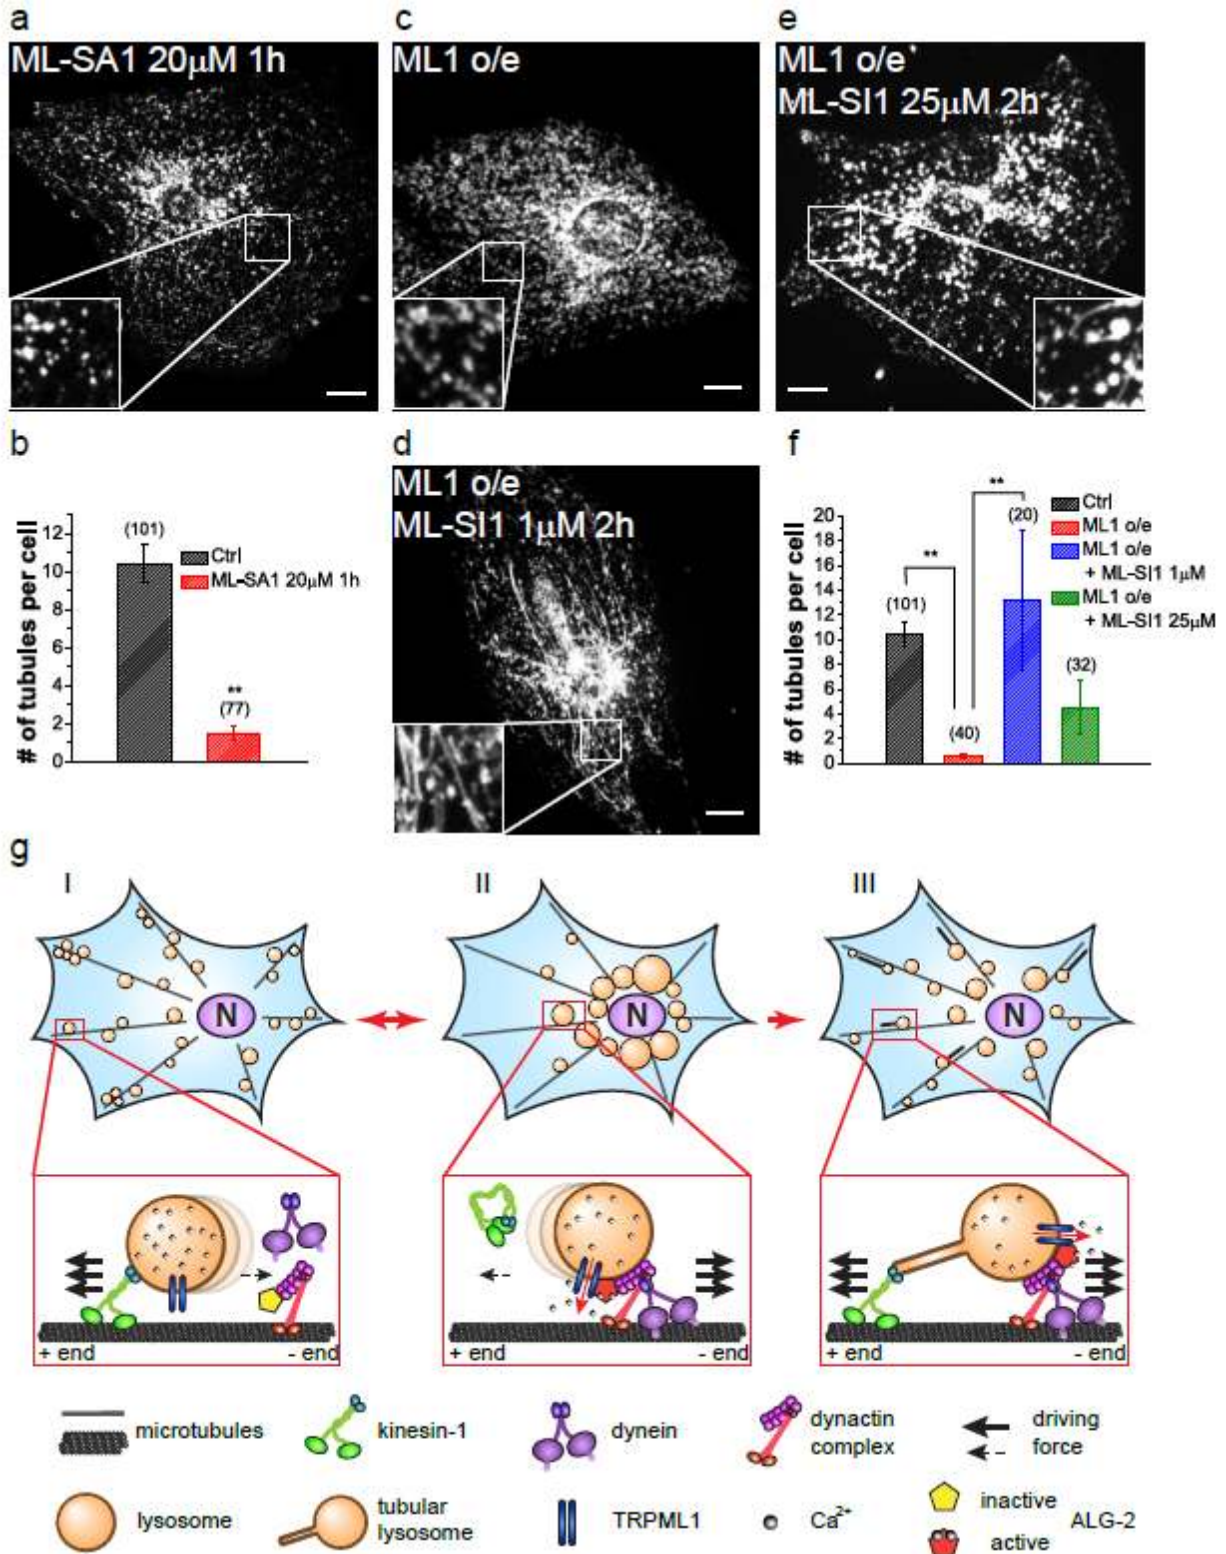 a
ML-SA1 20µM 1h
c
ML1 o/e
e
ML1 o/e
ML-SI1 25µM 2h
b
# of tubules per cell
12
10
8
6
4
2
0
(101)
**
(77)
Ctrl
ML-SA1 20µM 1h
d
ML1 o/e
ML-SI1 1µM 2h
f
# of tubules per cell
20
18
16
14
12
10
8
6
4
2
0
(101)
**
(40)
**
(20)
(32)
Ctrl
ML1 o/e
ML1 o/e
+ ML-SI1 1µM
ML1 o/e
+ ML-SI1 25µM
g
I
II
III
N
N
N
+ end
- end
+ end
- end
+ end
- end
microtubules
kinesin-1
dynein
dynactin
complex
driving
force
lysosome
tubular
lysosome
TRPML1
Ca2+
inactive
active
ALG-2